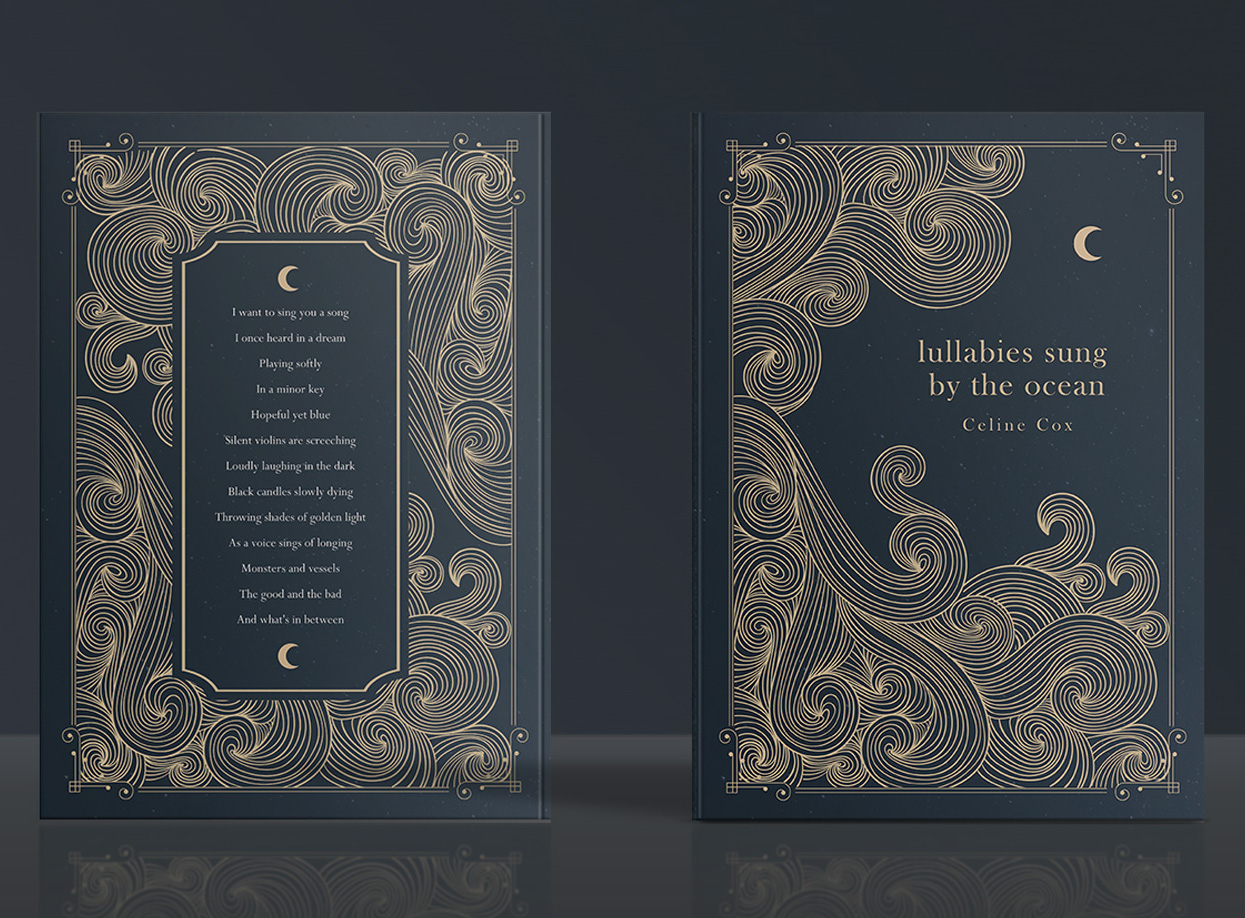 I want to sing you a song
I once heard in a dream
Playing softly
In a minor key
Hopeful yet blue
Silent violins are screeching
Loudly laughing in the dark
Black candles slowly dying
Throwing shades of golden light
As a voice sings of longing
Monsters and vessels
The good and the bad
And what's in between
lullabies sung
by the ocean
Celine Cox